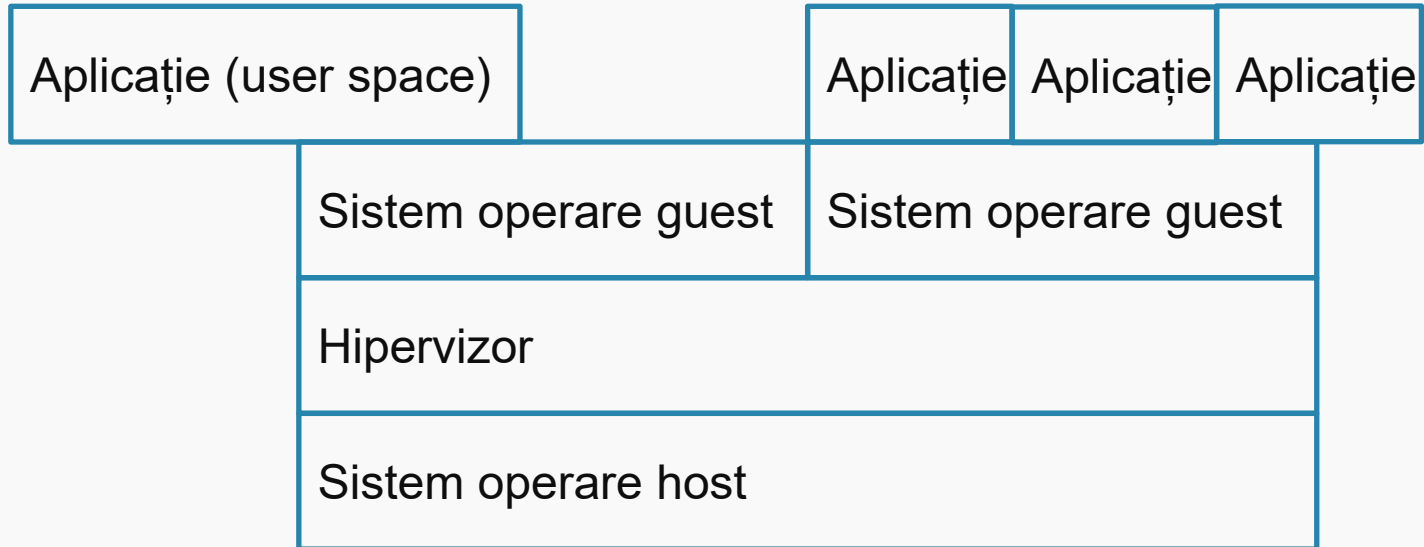 Aplicație (user space)
Aplicație
Aplicație
Aplicație
Sistem operare guest
Sistem operare guest
Hipervizor
Sistem operare host